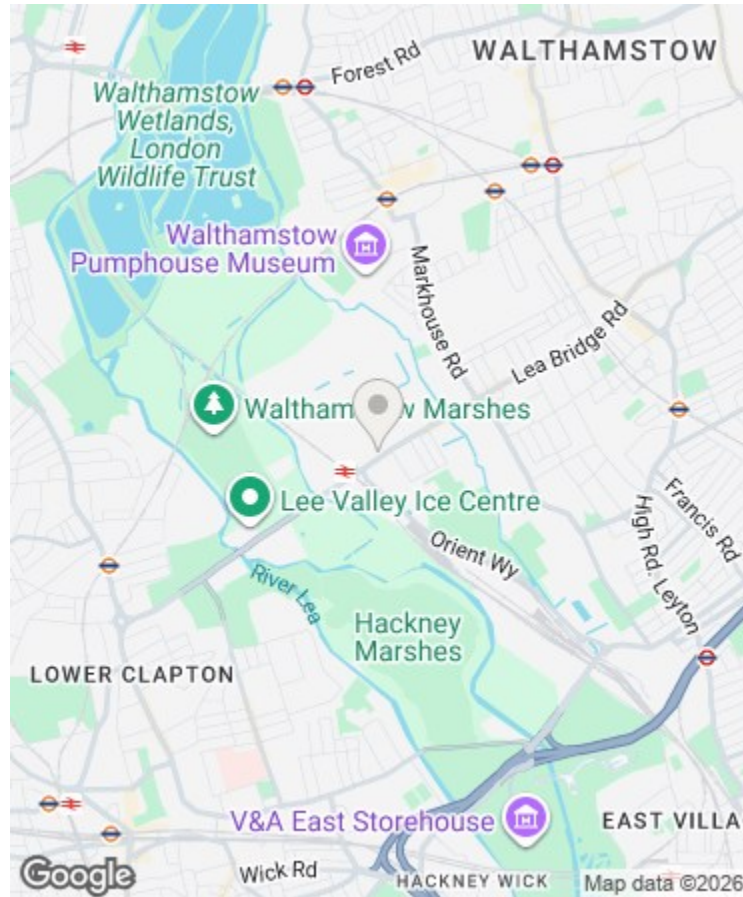 WALTHAMSTOW
Forest Rd
Walthamstow
Wetlands,
London
Wildlife Trust
Walthamstow
Pumphouse Museum
Markhouse Rd
Lea Bridge Rd
Walthamstow Marshes
Lee Valley Ice Centre
Francis Rd
High Rd. Leyton
Orient Wy
River Lea
Hackney
Marshes
LOWER CLAPTON
V&A East Storehouse
EAST VILLA
Wick Rd
HACKNEY WICK
Google
Map data ©2026